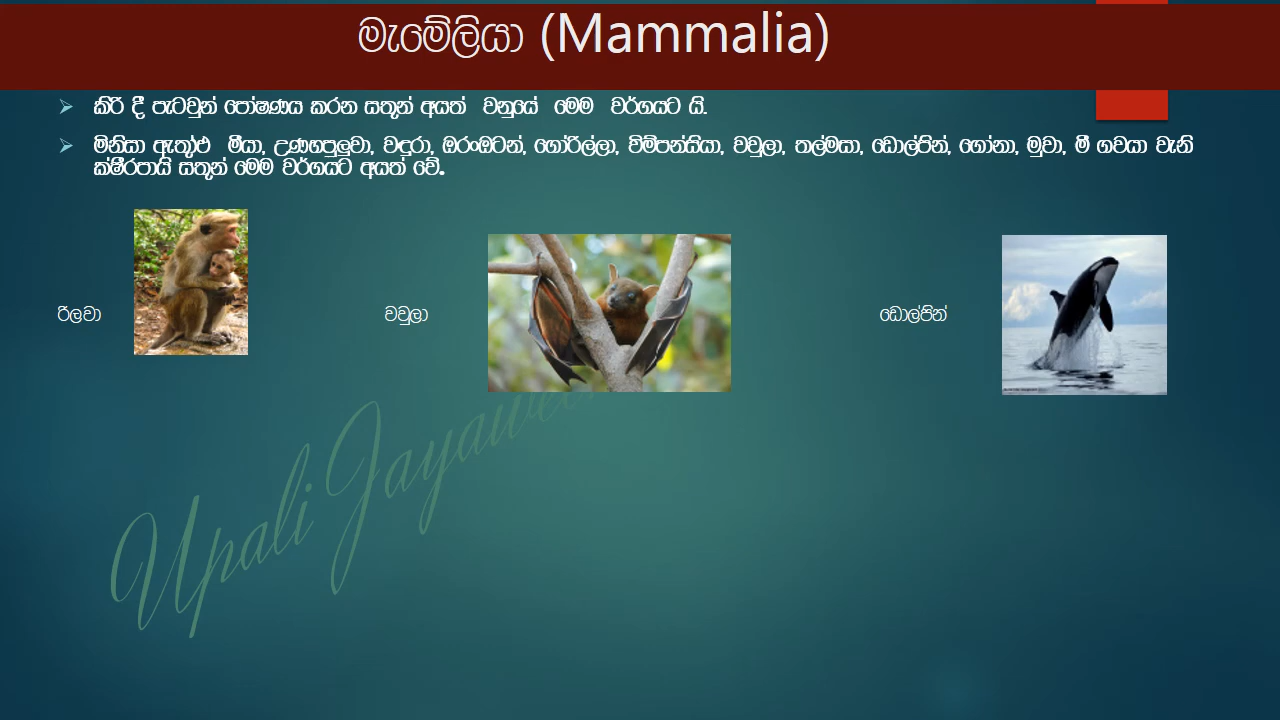 මැමේලියා (Mammalia)
කිරි දී පැටවුන් පෝෂණය කරන සතුන් අයත් වනුයේ මෙම වර්ගයට යි.
මිනිසා ඇතුළු මීයා, උණහපුලුවා, වඳුරා, ඔරංඔටන්, ගෝරිල්ලා, චිම්පන්සියා, වවුලා, තල්මසා, ඩොල්පින්, ගෝනා, මුවා, මී ගවයා වැනි
ක්ෂීරපායි සතුන් මෙම වර්ගයට අයත් වේ.
රිලවා
වවුලා
ඩොල්පින්
Upali